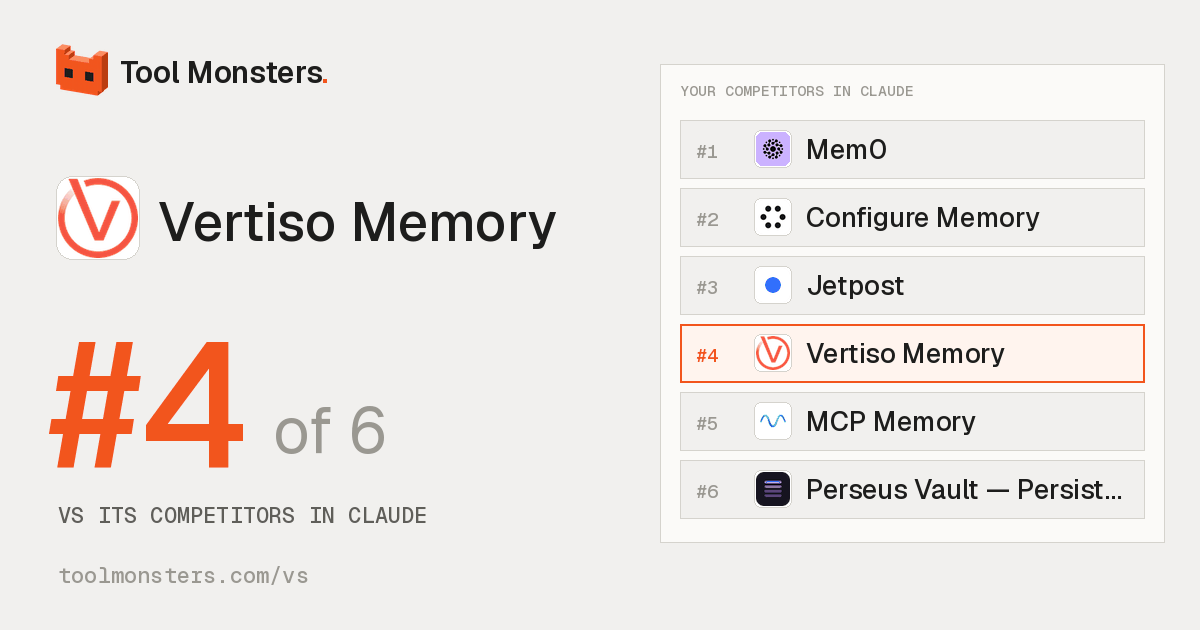 Tool Monsters.
Vertiso Memory
#4 of 6
VS ITS COMPETITORS IN CLAUDE
toolmonsters.com/vs
YOUR COMPETITORS IN CLAUDE
#1 Mem0
#2 Configure Memory
#3 Jetpost
#4 Vertiso Memory
#5 MCP Memory
#6 Perseus Vault — Persist...